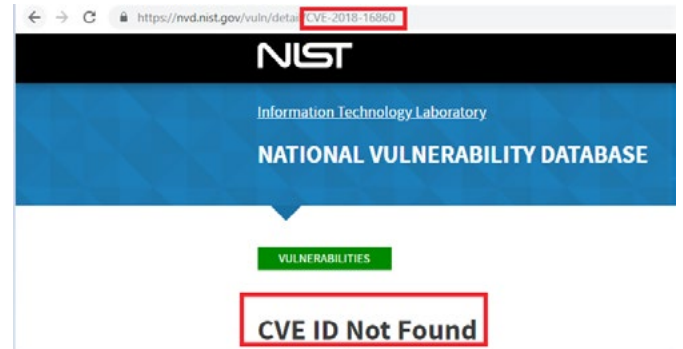 https://nvd.nist.gov/vuln/detail/CVE-2018-16860
NIST
Information Technology Laboratory
NATIONAL VULNERABILITY DATABASE
VULNERABILITIES
CVE ID Not Found